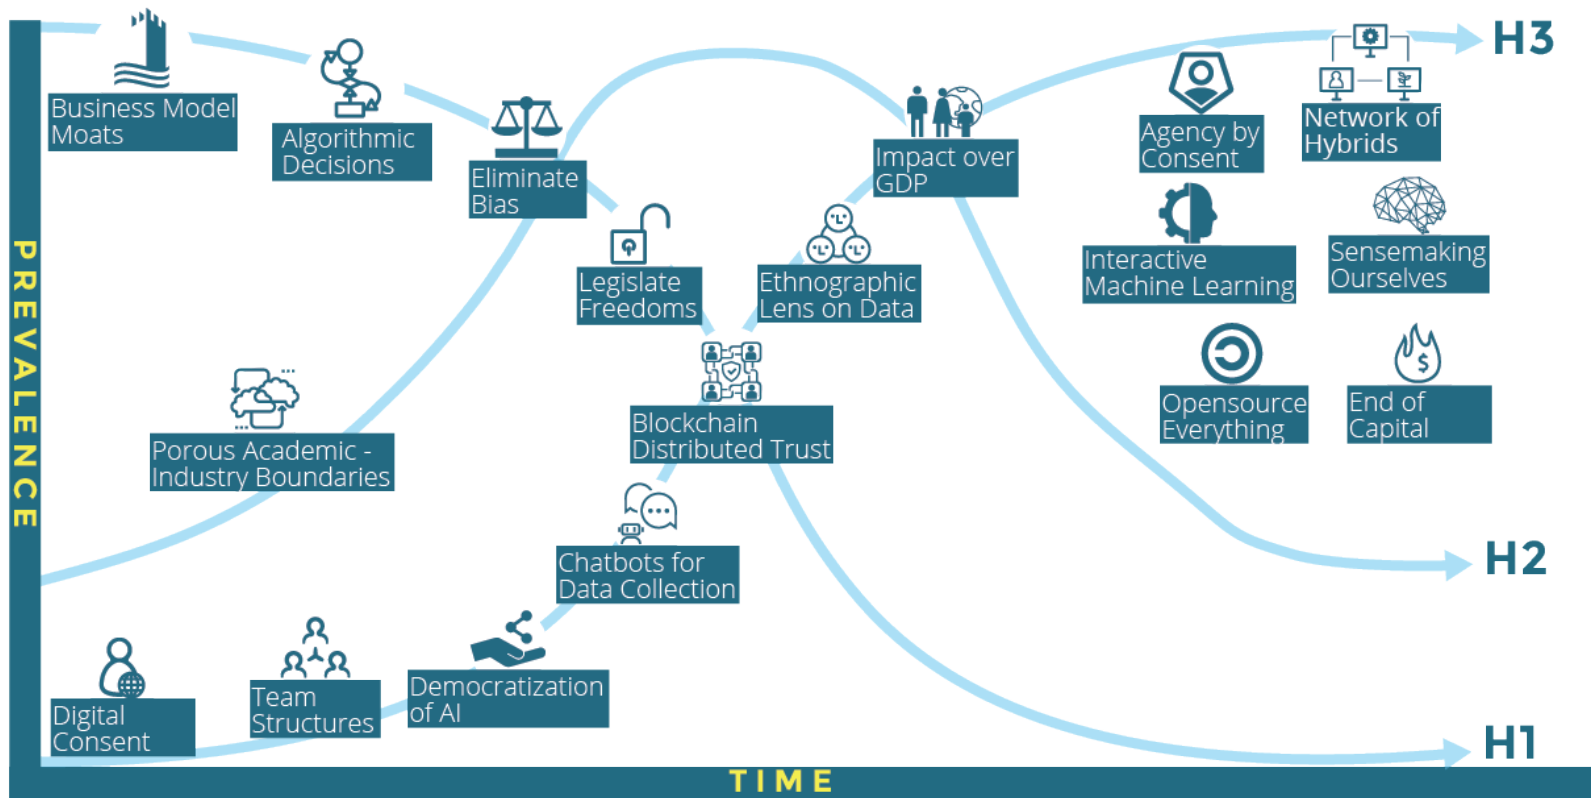 H3
Business Model
Moats
Algorithmic
Decisions
Eliminate
Bias
Impact over
GDP
Agency by
Consent
Network of
Hybrids
Legislate
Freedoms
Ethnographic
Lens on Data
Interactive
Machine Learning
Sensemaking
Ourselves
PREVALENCE
Porous Academic -
Industry Boundaries
Blockchain
Distributed Trust
Opensource
Everything
$
End of
Capital
Chatbots for
Data Collection
H2
Digital
Consent
Team
Structures
Democratization
of AI
H1
TIME